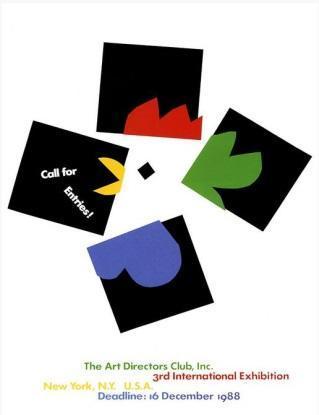 Call for
Entries!
The Art Directors Club, Inc.
3rd International Exhibition
New York, N.Y. U.S.A.
Deadline: 16 December 1988